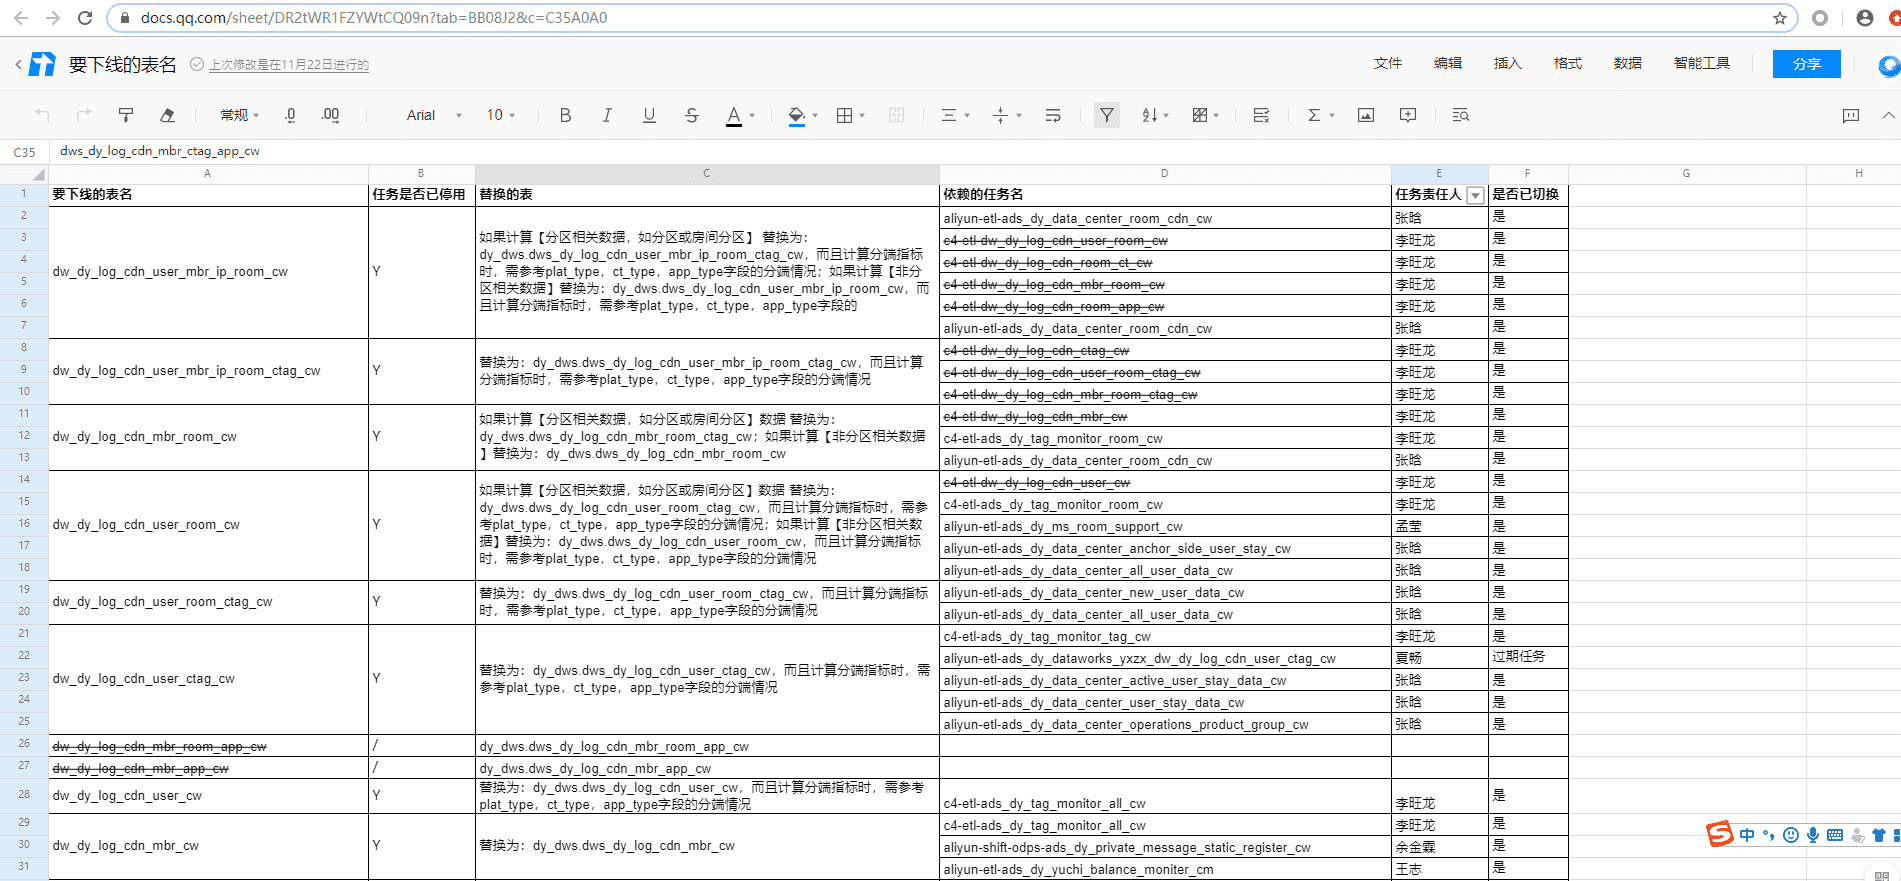 docs.qq.com/sheet/DR2tWR1FZYWtCQ09n?tab=BB08J2&c=C35A0A0
要下线的表名 上次修改是在11月22日进行的 文件 编辑 插入 格式 数据 智能工具 分享
常规 .0 .00 Arial 10 B I U S A
C35 dws_dy_log_cdn_mbr_ctag_app_cw
A B C D E F G H
1 要下线的表名 任务是否已停用 替换的表 依赖的任务名 任务责任人 是否已切换
2 aliyun-etl-ads_dy_data_center_room_cdn_cw 张晗 是
3 c4-etl-dw_dy_log_cdn_user_room_cw 李旺龙 是
4 c4-etl-dw_dy_log_cdn_room_ct_cw 李旺龙 是
5 c4-etl-dw_dy_log_cdn_mbr_room_cw 李旺龙 是
6 c4-etl-dw_dy_log_cdn_room_app_cw 李旺龙 是
7 aliyun-etl-ads_dy_data_center_room_cdn_cw 张晗 是
dw_dy_log_cdn_user_mbr_ip_room_cw Y
如果计算【分区相关数据，如分区或房间分区】 替换为：
dy_dws.dws_dy_log_cdn_user_mbr_ip_room_ctag_cw，而且计算分端指标
时，需参考plat_type，ct_type，app_type字段的分端情况；如果计算【非分
区相关数据】替换为：dy_dws.dws_dy_log_cdn_user_mbr_ip_room_cw，而
且计算分端指标时，需参考plat_type，ct_type，app_type字段的
8 c4-etl-dw_dy_log_cdn_ctag_cw 李旺龙 是
9 c4-etl-dw_dy_log_cdn_user_room_ctag_cw 李旺龙 是
10 c4-etl-dw_dy_log_cdn_mbr_room_ctag_cw 李旺龙 是
dw_dy_log_cdn_user_mbr_ip_room_ctag_cw Y
替换为：dy_dws.dws_dy_log_cdn_user_mbr_ip_room_ctag_cw，而且计算
分端指标时，需参考plat_type，ct_type，app_type字段的分端情况
11 c4-etl-dw_dy_log_cdn_mbr_cw 李旺龙 是
12 c4-etl-ads_dy_tag_monitor_room_cw 李旺龙 是
13 aliyun-etl-ads_dy_data_center_room_cdn_cw 张晗 是
dw_dy_log_cdn_mbr_room_cw Y
如果计算【分区相关数据，如分区或房间分区】数据 替换为：
dy_dws.dws_dy_log_cdn_mbr_room_ctag_cw；如果计算【非分区相关数据
】替换为：dy_dws.dws_dy_log_cdn_mbr_room_cw
14 c4-etl-dw_dy_log_cdn_user_cw 李旺龙 是
15 c4-etl-ads_dy_tag_monitor_room_cw 李旺龙 是
16 aliyun-etl-ads_dy_ms_room_support_cw 孟莹 是
17 aliyun-etl-ads_dy_data_center_anchor_side_user_stay_cw 张晗 是
18 aliyun-etl-ads_dy_data_center_all_user_data_cw 张晗 是
dw_dy_log_cdn_user_room_cw Y
如果计算【分区相关数据，如分区或房间分区】数据 替换为：
dy_dws.dws_dy_log_cdn_user_room_ctag_cw，而且计算分端指标时，需参
考plat_type，ct_type，app_type字段的分端情况；如果计算【非分区相关数
据】替换为：dy_dws.dws_dy_log_cdn_user_room_cw，而且计算分端指标
时，需参考plat_type，ct_type，app_type字段的分端情况
19 aliyun-etl-ads_dy_data_center_new_user_data_cw 张晗 是
20 aliyun-etl-ads_dy_data_center_all_user_data_cw 张晗 是
dw_dy_log_cdn_user_room_ctag_cw Y
替换为：dy_dws.dws_dy_log_cdn_user_room_ctag_cw，而且计算分端指标
时，需参考plat_type，ct_type，app_type字段的分端情况
21 c4-etl-ads_dy_tag_monitor_tag_cw 李旺龙 是
22 aliyun-etl-ads_dy_dataworks_yxzx_dw_dy_log_cdn_user_ctag_cw 夏畅 过期任务
23 aliyun-etl-ads_dy_data_center_active_user_stay_data_cw 张晗 是
24 aliyun-etl-ads_dy_data_center_user_stay_data_cw 张晗 是
25 aliyun-etl-ads_dy_data_center_operations_product_group_cw 张晗 是
dw_dy_log_cdn_user_ctag_cw Y
替换为：dy_dws.dws_dy_log_cdn_user_ctag_cw，而且计算分端指标时，需
参考plat_type，ct_type，app_type字段的分端情况
26 dw_dy_log_cdn_mbr_room_app_cw / dy_dws.dws_dy_log_cdn_mbr_room_app_cw
27 dw_dy_log_cdn_mbr_app_cw / dy_dws.dws_dy_log_cdn_mbr_app_cw
28 dw_dy_log_cdn_user_cw Y
替换为：dy_dws.dws_dy_log_cdn_user_cw，而且计算分端指标时，需参考
plat_type，ct_type，app_type字段的分端情况
c4-etl-ads_dy_tag_monitor_all_cw 李旺龙 是
29 c4-etl-ads_dy_tag_monitor_all_cw 李旺龙 是
30 dw_dy_log_cdn_mbr_cw Y 替换为：dy_dws.dws_dy_log_cdn_mbr_cw aliyun-shift-odps-ads_dy_private_message_static_register_cw 余金霖 是
31 aliyun-etl-ads_dy_yuchi_balance_moniter_cm 王志 是
S 中